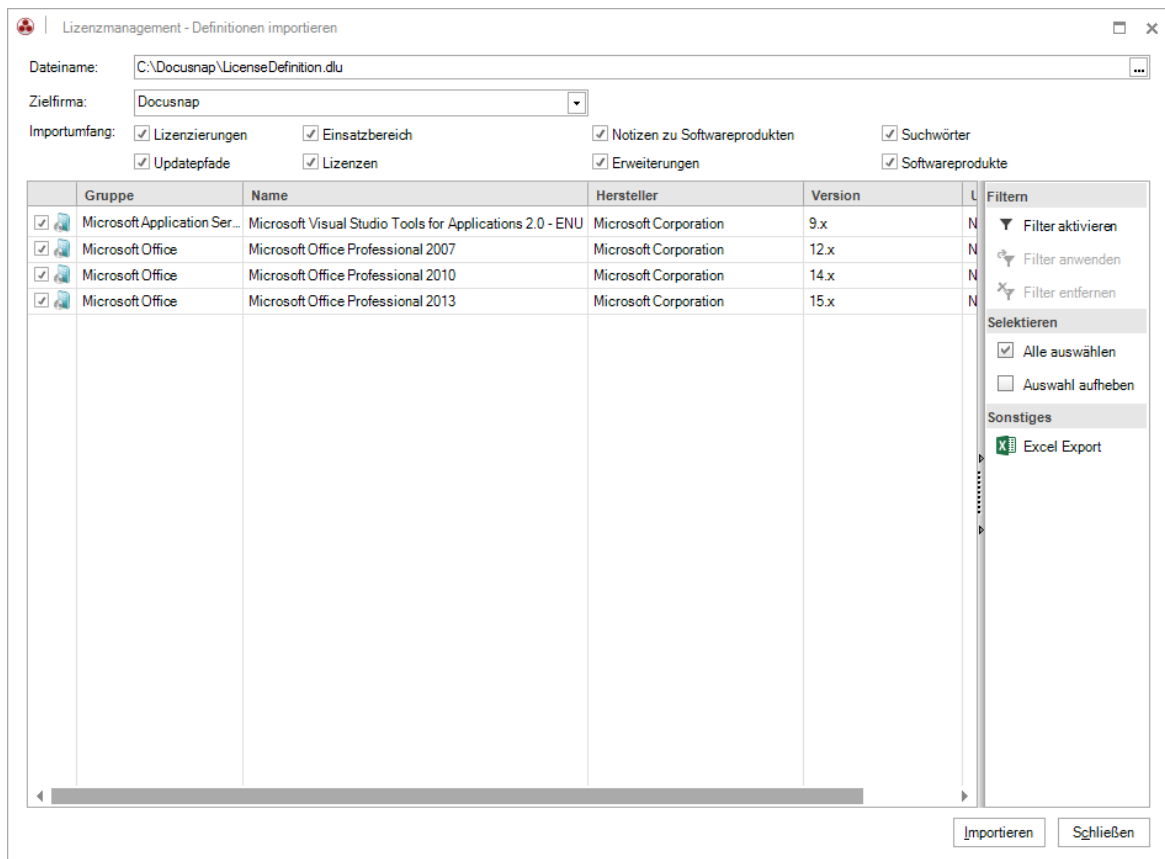 Lizenzmanagement - Definitionen importieren
Dateiname: C:\Docusnap\LicenseDefinition.dlu ...
Zielfirma: Docusnap
Importumfang: Lizenzierungen Einsatzbereich Notizen zu Softwareprodukten Suchwörter
Updatepfade Lizenzen Erweiterungen Softwareprodukte
Gruppe Name Hersteller Version U
Microsoft Application Ser... Microsoft Visual Studio Tools for Applications 2.0 - ENU Microsoft Corporation 9.x N
Microsoft Office Microsoft Office Professional 2007 Microsoft Corporation 12.x N
Microsoft Office Microsoft Office Professional 2010 Microsoft Corporation 14.x N
Microsoft Office Microsoft Office Professional 2013 Microsoft Corporation 15.x N
Filtern
Filter aktivieren
Filter anwenden
Filter entfernen
Selektieren
Alle auswählen
Auswahl aufheben
Sonstiges
Excel Export
Importieren Schließen